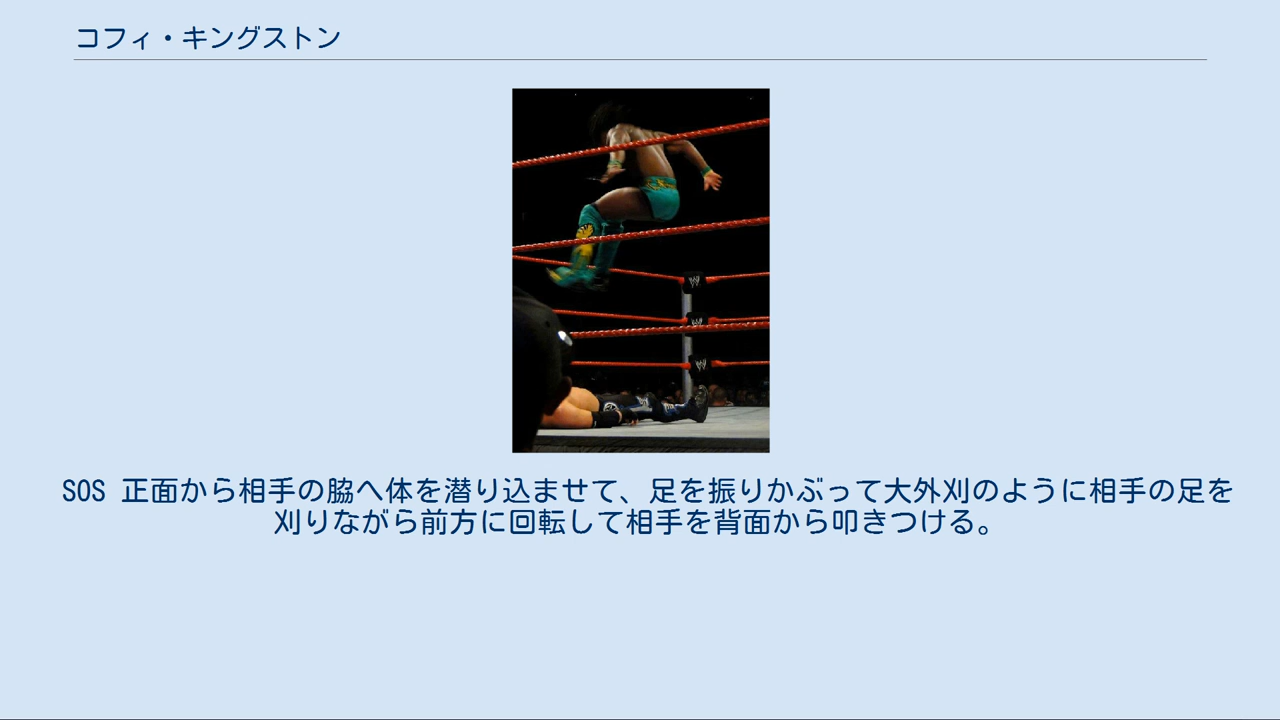 コフィ・キングストン
SOS 正面から相手の脇へ体を潜り込ませて、足を振りかぶって大外刈のように相手の足を
刈りながら前方に回転して相手を背面から叩きつける。